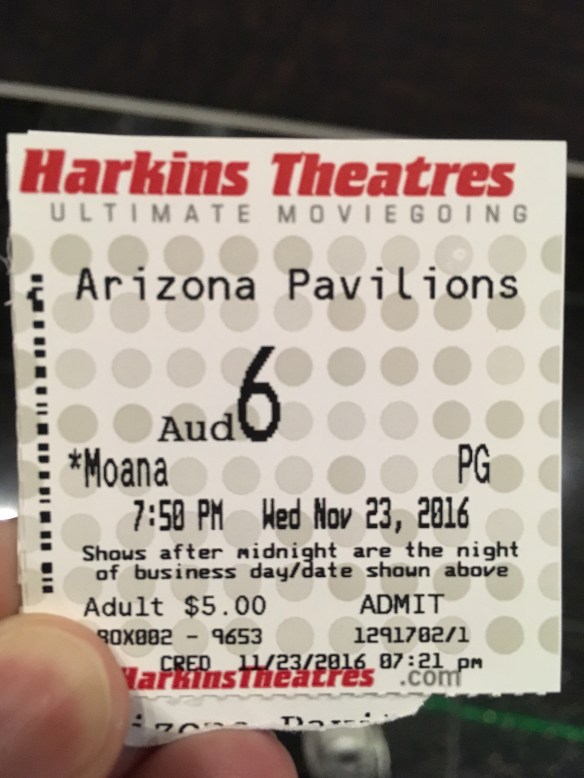 Harkins Theatres
ULTIMATE MOVIEGOING
Arizona Pavilions
Aud 6
*Moana PG
7:50 PM Wed Nov 23, 2016
Shows after midnight are the night
of business day/date shown above
Adult $5.00 ADMIT
BOX002 - 9653 1291702/1
CRED 11/23/2016 07:21 pm
HarkinsTheatres.com